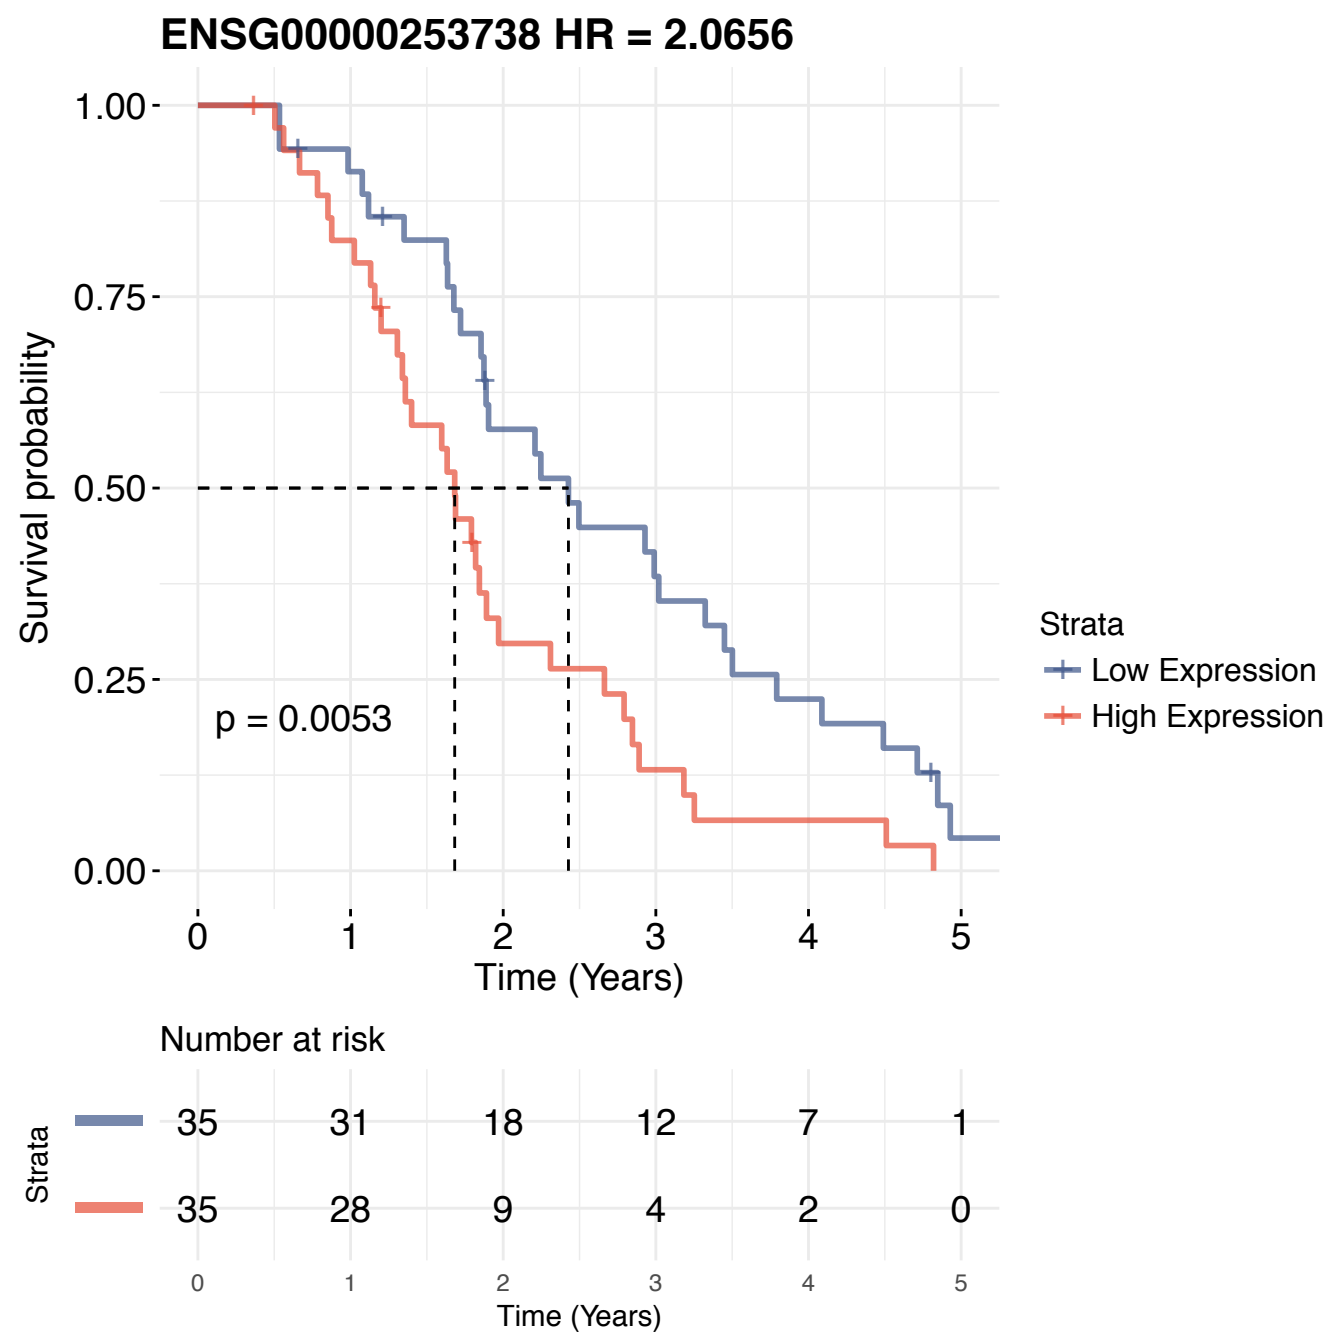 ENSG00000253738 HR = 2.0656
1.00
0.75
0.50
0.25
0.00
Survival probability
p = 0.0053
0 1 2 3 4 5
Time (Years)
Strata
Low Expression
High Expression
Number at risk
Strata
35 31 18 12 7 1
35 28 9 4 2 0
0 1 2 3 4 5
Time (Years)